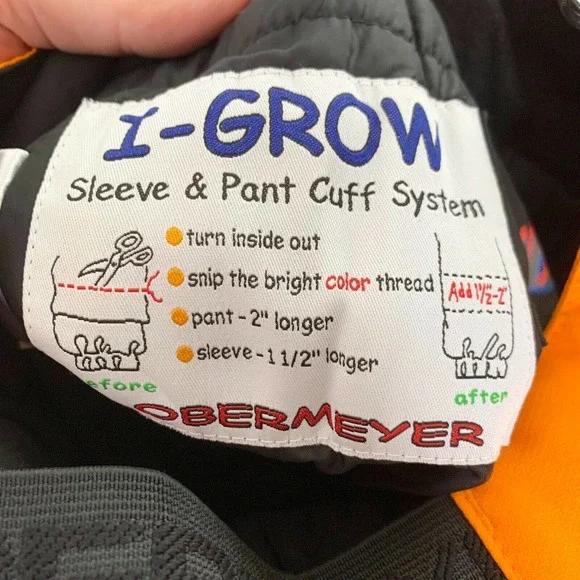 I-GROW
Sleeve & Pant Cuff System
turn inside out
snip the bright color thread
pant - 2" longer
sleeve - 1 1/2" longer
Add 1½-2"
efore
after
OBERMEYER